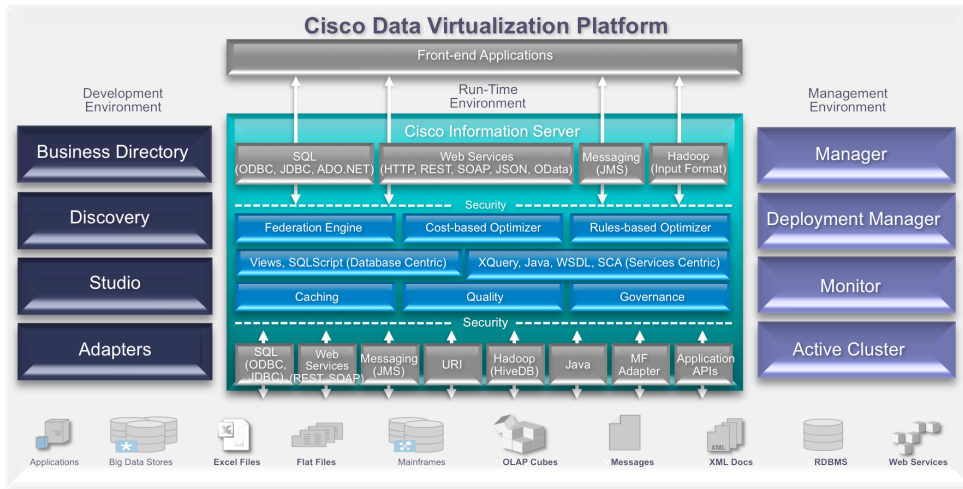 Cisco Data Virtualization Platform
Front-end Applications
Development
Environment
Run-Time
Environment
Management
Environment
Business Directory
Discovery
Studio
Adapters
Cisco Information Server
SQL
(ODBC, JDBC, ADO.NET)
Web Services
(HTTP, REST, SOAP, JSON, OData)
Messaging
(JMS)
Hadoop
(Input Format)
Security
Federation Engine
Cost-based Optimizer
Rules-based Optimizer
Views, SQLScript (Database Centric)
XQuery, Java, WSDL, SCA (Services Centric)
Caching
Quality
Governance
Security
SQL
(ODBC,
JDBC)
Web
Services
(REST, SOAP)
Messaging
(JMS)
URI
Hadoop
(HiveDB)
Java
MF
Adapter
Application
APIs
Manager
Deployment Manager
Monitor
Active Cluster
XML
Applications
Big Data Stores
Excel Files
Flat Files
Mainframes
OLAP Cubes
Messages
XML Docs
RDBMS
Web Services